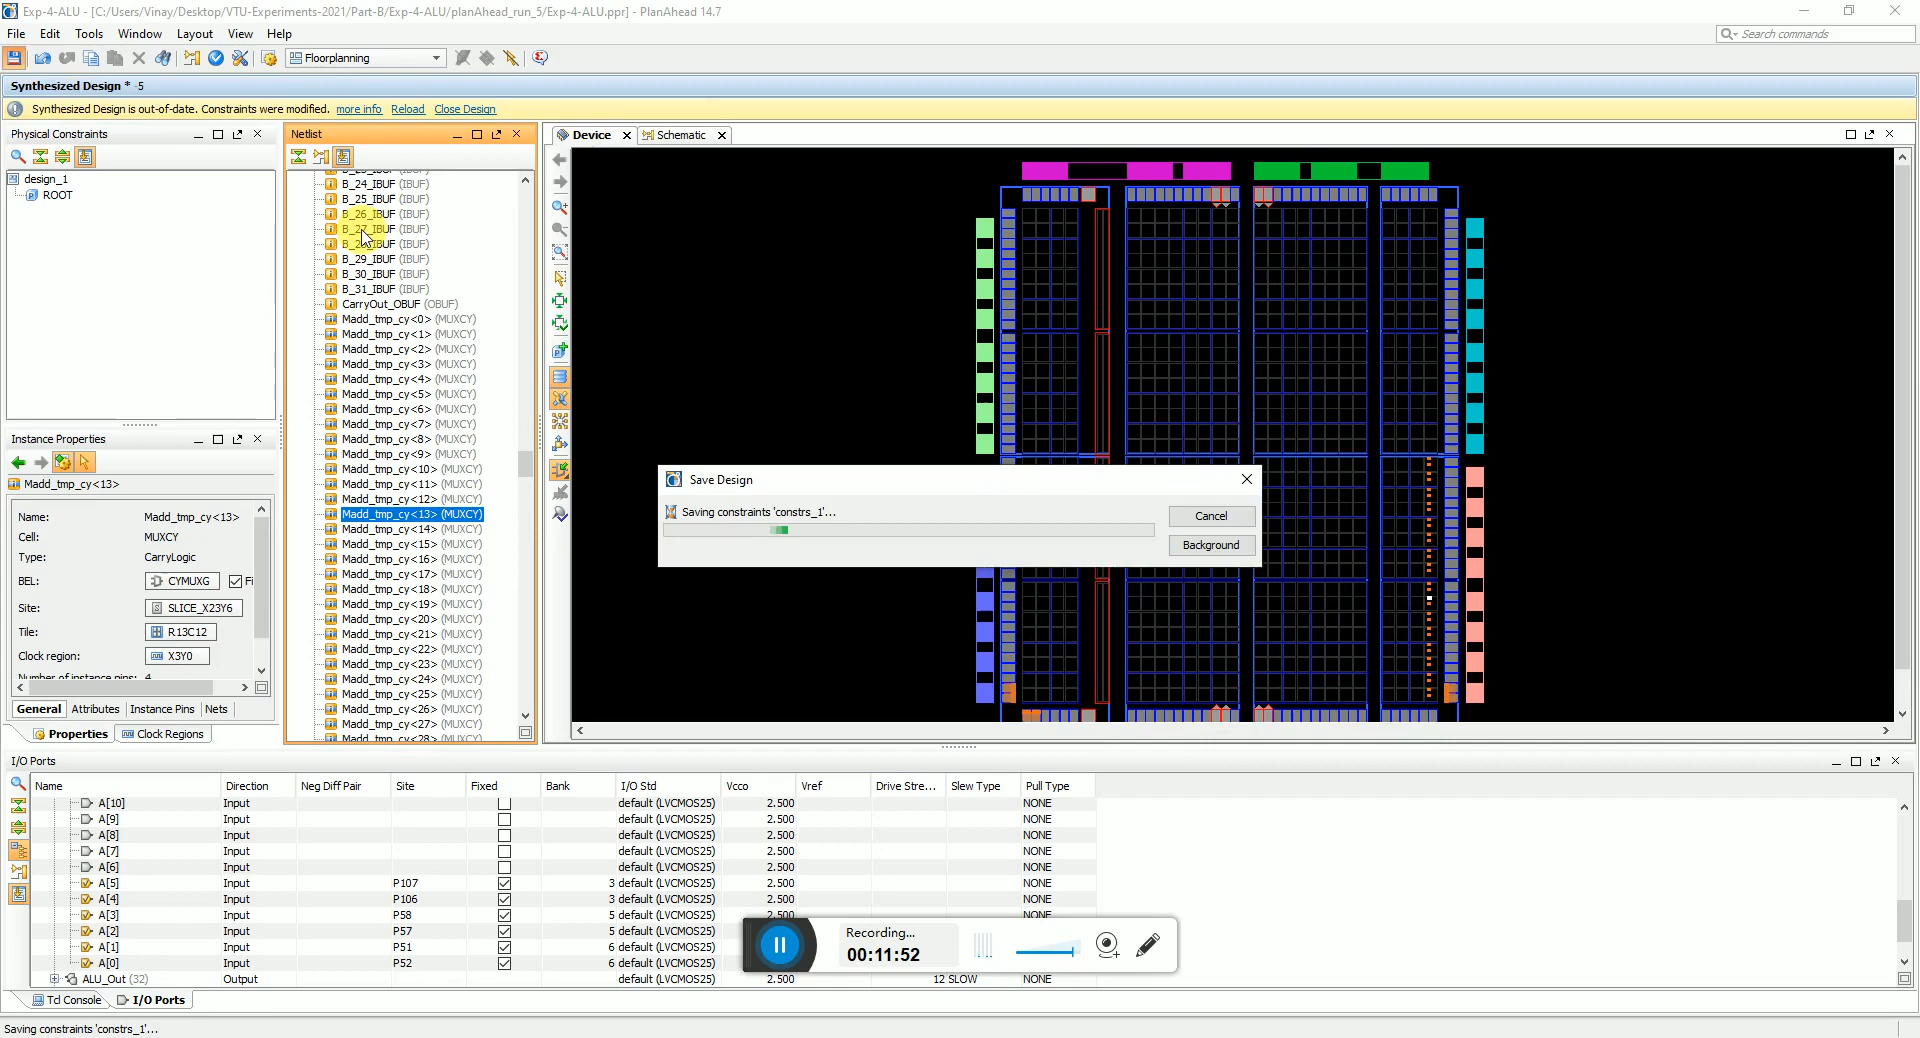 Exp-4-ALU - [C:/Users/Vinay/Desktop/VTU-Experiments-2021/Part-B/Exp-4-ALU/planAhead_run_5/Exp-4-ALU.ppr] - PlanAhead 14.7
File Edit Tools Window Layout View Help
Search commands
Floorplanning
Synthesized Design * -5
Synthesized Design is out-of-date. Constraints were modified. more info Reload Close Design
Physical Constraints
design_1
ROOT
Instance Properties
Madd_tmp_cy<13>
Name: Madd_tmp_cy<13>
Cell: MUXCY
Type: CarryLogic
BEL: CYMUXG Fi
Site: SLICE_X23Y6
Tile: R13C12
Clock region: X3Y0
Number of instance pins: 4
General Attributes Instance Pins Nets
Properties Clock Regions
Netlist
B_24_IBUF (IBUF)
B_25_IBUF (IBUF)
B_26_IBUF (IBUF)
B_27_IBUF (IBUF)
B_28_IBUF (IBUF)
B_29_IBUF (IBUF)
B_30_IBUF (IBUF)
B_31_IBUF (IBUF)
CarryOut_OBUF (OBUF)
Madd_tmp_cy<0> (MUXCY)
Madd_tmp_cy<1> (MUXCY)
Madd_tmp_cy<2> (MUXCY)
Madd_tmp_cy<3> (MUXCY)
Madd_tmp_cy<4> (MUXCY)
Madd_tmp_cy<5> (MUXCY)
Madd_tmp_cy<6> (MUXCY)
Madd_tmp_cy<7> (MUXCY)
Madd_tmp_cy<8> (MUXCY)
Madd_tmp_cy<9> (MUXCY)
Madd_tmp_cy<10> (MUXCY)
Madd_tmp_cy<11> (MUXCY)
Madd_tmp_cy<12> (MUXCY)
Madd_tmp_cy<13> (MUXCY)
Madd_tmp_cy<14> (MUXCY)
Madd_tmp_cy<15> (MUXCY)
Madd_tmp_cy<16> (MUXCY)
Madd_tmp_cy<17> (MUXCY)
Madd_tmp_cy<18> (MUXCY)
Madd_tmp_cy<19> (MUXCY)
Madd_tmp_cy<20> (MUXCY)
Madd_tmp_cy<21> (MUXCY)
Madd_tmp_cy<22> (MUXCY)
Madd_tmp_cy<23> (MUXCY)
Madd_tmp_cy<24> (MUXCY)
Madd_tmp_cy<25> (MUXCY)
Madd_tmp_cy<26> (MUXCY)
Madd_tmp_cy<27> (MUXCY)
Madd_tmp_cy<28> (MUXCY)
Device Schematic
Save Design
Saving constraints 'constrs_1'...
Cancel
Background
I/O Ports
Name Direction Neg Diff Pair Site Fixed Bank I/O Std Vcco Vref Drive Stre... Slew Type Pull Type
A[10] Input default (LVCMOS25) 2.500 NONE
A[9] Input default (LVCMOS25) 2.500 NONE
A[8] Input default (LVCMOS25) 2.500 NONE
A[7] Input default (LVCMOS25) 2.500 NONE
A[6] Input default (LVCMOS25) 2.500 NONE
A[5] Input P107 3 default (LVCMOS25) 2.500 NONE
A[4] Input P106 3 default (LVCMOS25) 2.500 NONE
A[3] Input P58 5 default (LVCMOS25) 2.500 NONE
A[2] Input P57 5 default (LVCMOS25)
A[1] Input P51 6 default (LVCMOS25)
A[0] Input P52 6 default (LVCMOS25)
ALU_Out (32) Output default (LVCMOS25) 2.500 12 SLOW NONE
Recording...
00:11:52
Tcl Console I/O Ports
Saving constraints 'constrs_1'...